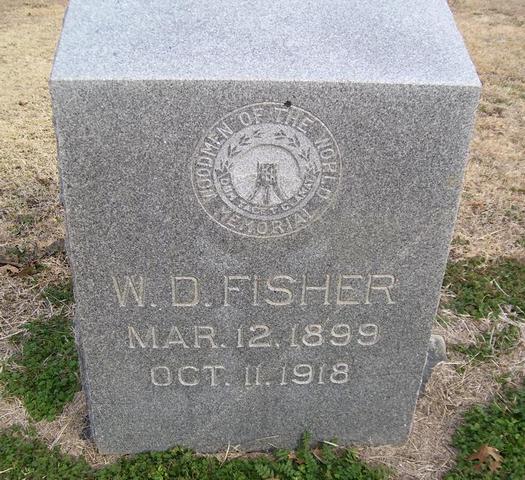 WOODMEN OF THE WORLD
MEMORIAL
W. D. FISHER
MAR. 12, 1899
OCT. 11, 1918